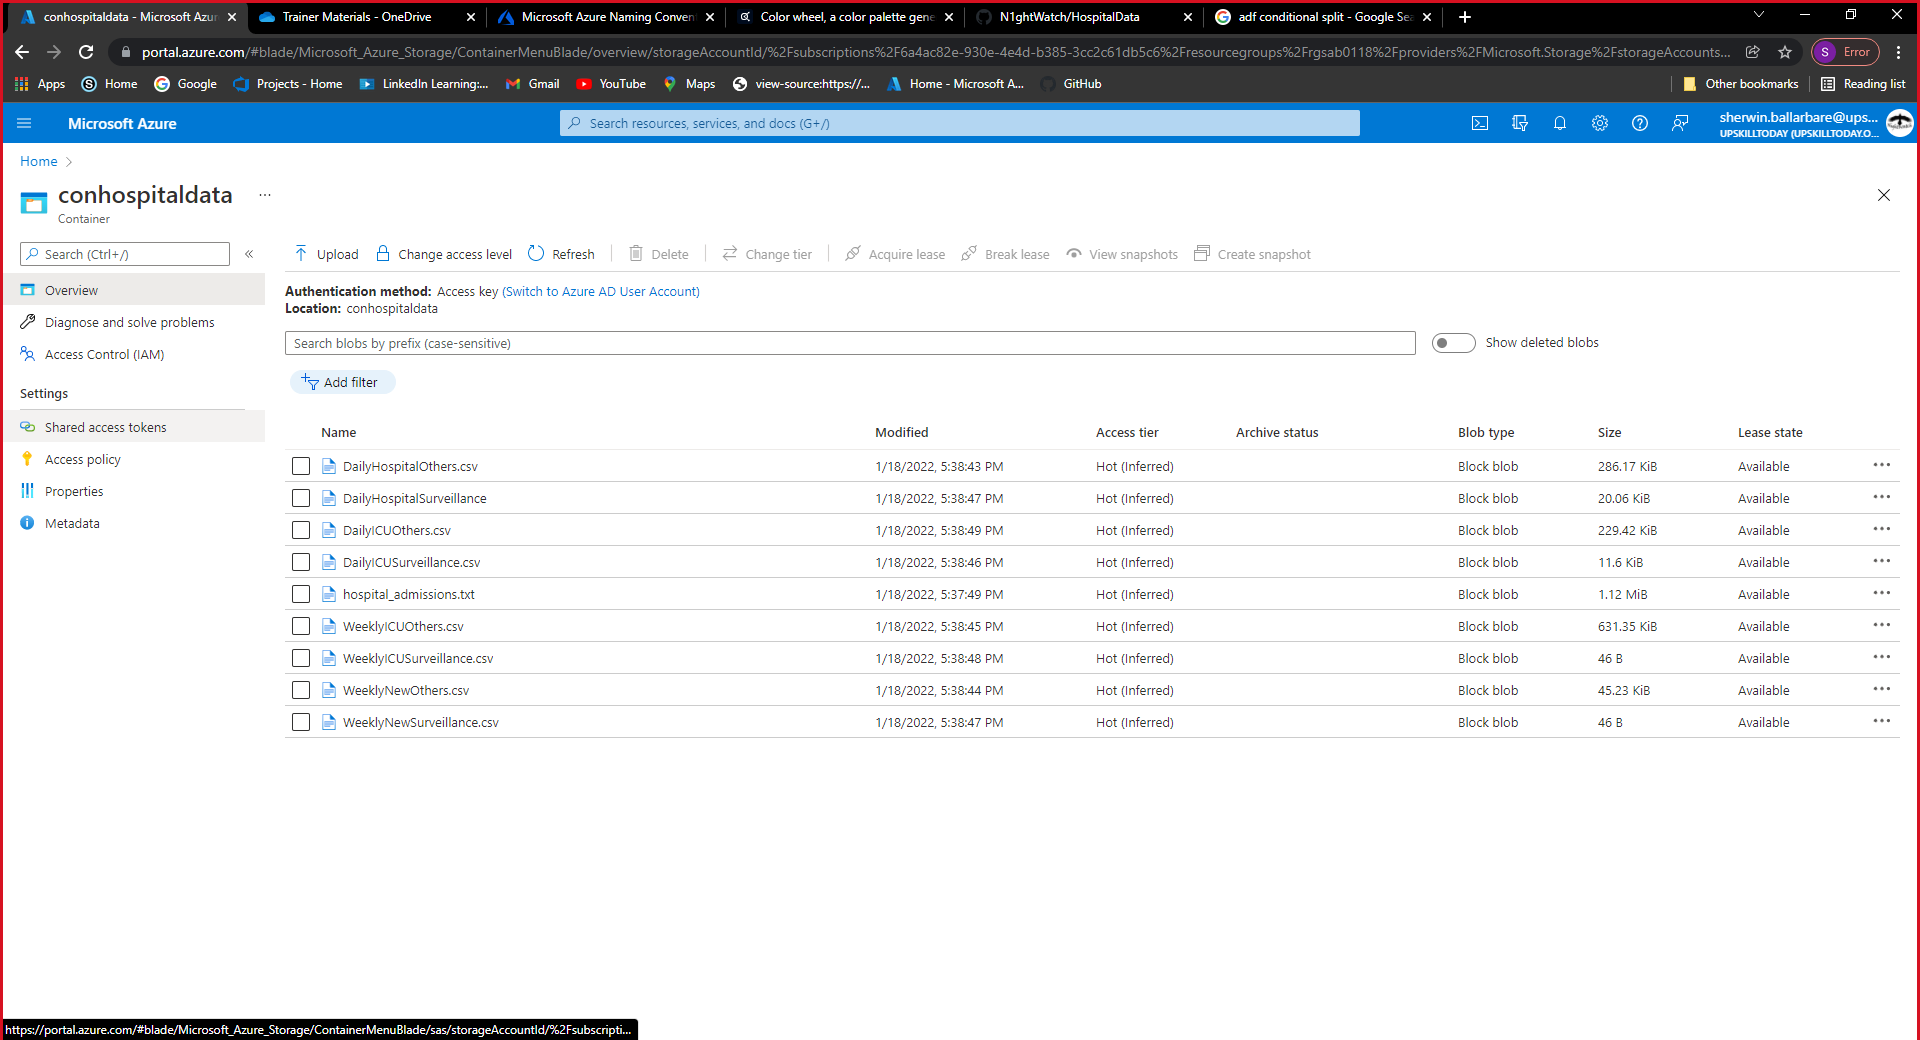 conhospitaldata - Microsoft Azur
Trainer Materials - OneDrive
Microsoft Azure Naming Conven
Color wheel, a color palette gene
N1ghtWatch/HospitalData
adf conditional split - Google Sea
portal.azure.com/#blade/Microsoft_Azure_Storage/ContainerMenuBlade/overview/storageAccountId/%2Fsubscriptions%2F6a4ac82e-930e-4e4d-b385-3cc2c61db5c6%2Fresourcegroups%2Frgsab0118%2Fproviders%2FMicrosoft.Storage%2FstorageAccounts...
S Error
Apps
Home
Google
Projects - Home
LinkedIn Learning:...
Gmail
YouTube
Maps
view-source:https://...
Home - Microsoft A...
GitHub
Other bookmarks
Reading list
Microsoft Azure
Search resources, services, and docs (G+/)
sherwin.ballarbare@ups...
UPSKILLTODAY (UPSKILLTODAY.O...
Home
conhospitaldata ...
Container
Search (Ctrl+/)
«
Upload
Change access level
Refresh
Delete
Change tier
Acquire lease
Break lease
View snapshots
Create snapshot
Overview
Diagnose and solve problems
Access Control (IAM)
Settings
Shared access tokens
Access policy
Properties
Metadata
Authentication method: Access key (Switch to Azure AD User Account)
Location: conhospitaldata
Search blobs by prefix (case-sensitive)
Show deleted blobs
Add filter
Name Modified Access tier Archive status Blob type Size Lease state
DailyHospitalOthers.csv 1/18/2022, 5:38:43 PM Hot (Inferred) Block blob 286.17 KiB Available ...
DailyHospitalSurveillance 1/18/2022, 5:38:47 PM Hot (Inferred) Block blob 20.06 KiB Available ...
DailyICUOthers.csv 1/18/2022, 5:38:49 PM Hot (Inferred) Block blob 229.42 KiB Available ...
DailyICUSurveillance.csv 1/18/2022, 5:38:46 PM Hot (Inferred) Block blob 11.6 KiB Available ...
hospital_admissions.txt 1/18/2022, 5:37:49 PM Hot (Inferred) Block blob 1.12 MiB Available ...
WeeklyICUOthers.csv 1/18/2022, 5:38:45 PM Hot (Inferred) Block blob 631.35 KiB Available ...
WeeklyICUSurveillance.csv 1/18/2022, 5:38:48 PM Hot (Inferred) Block blob 46 B Available ...
WeeklyNewOthers.csv 1/18/2022, 5:38:44 PM Hot (Inferred) Block blob 45.23 KiB Available ...
WeeklyNewSurveillance.csv 1/18/2022, 5:38:47 PM Hot (Inferred) Block blob 46 B Available ...
https://portal.azure.com/#blade/Microsoft_Azure_Storage/ContainerMenuBlade/sas/storageAccountId/%2Fsubscripti...